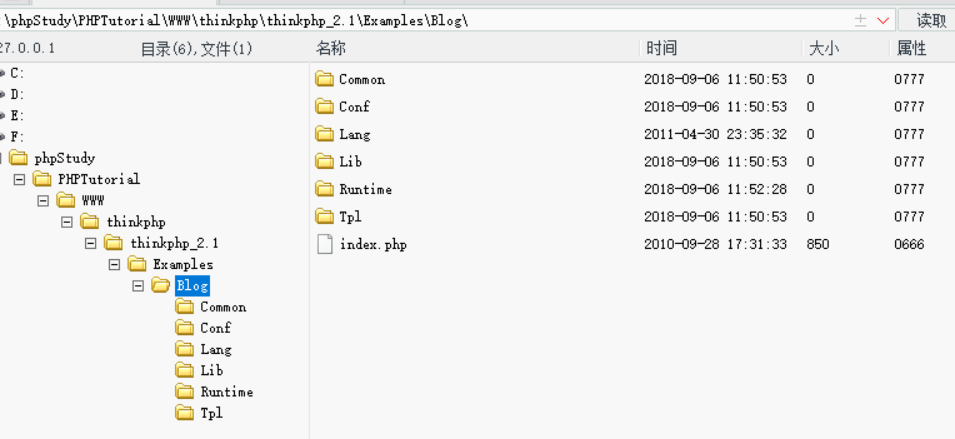 :\phpStudy\PHPTutorial\WWW\thinkphp\thinkphp_2.1\Examples\Blog\ 读取
27.0.0.1 目录(6),文件(1) 名称 时间 大小 属性
C:
D:
E:
F:
phpStudy
PHPTutorial
WWW
thinkphp
thinkphp_2.1
Examples
Blog
Common
Conf
Lang
Lib
Runtime
Tpl
Common 2018-09-06 11:50:53 0 0777
Conf 2018-09-06 11:50:53 0 0777
Lang 2011-04-30 23:35:32 0 0777
Lib 2018-09-06 11:50:53 0 0777
Runtime 2018-09-06 11:52:28 0 0777
Tpl 2018-09-06 11:50:53 0 0777
index.php 2010-09-28 17:31:33 850 0666